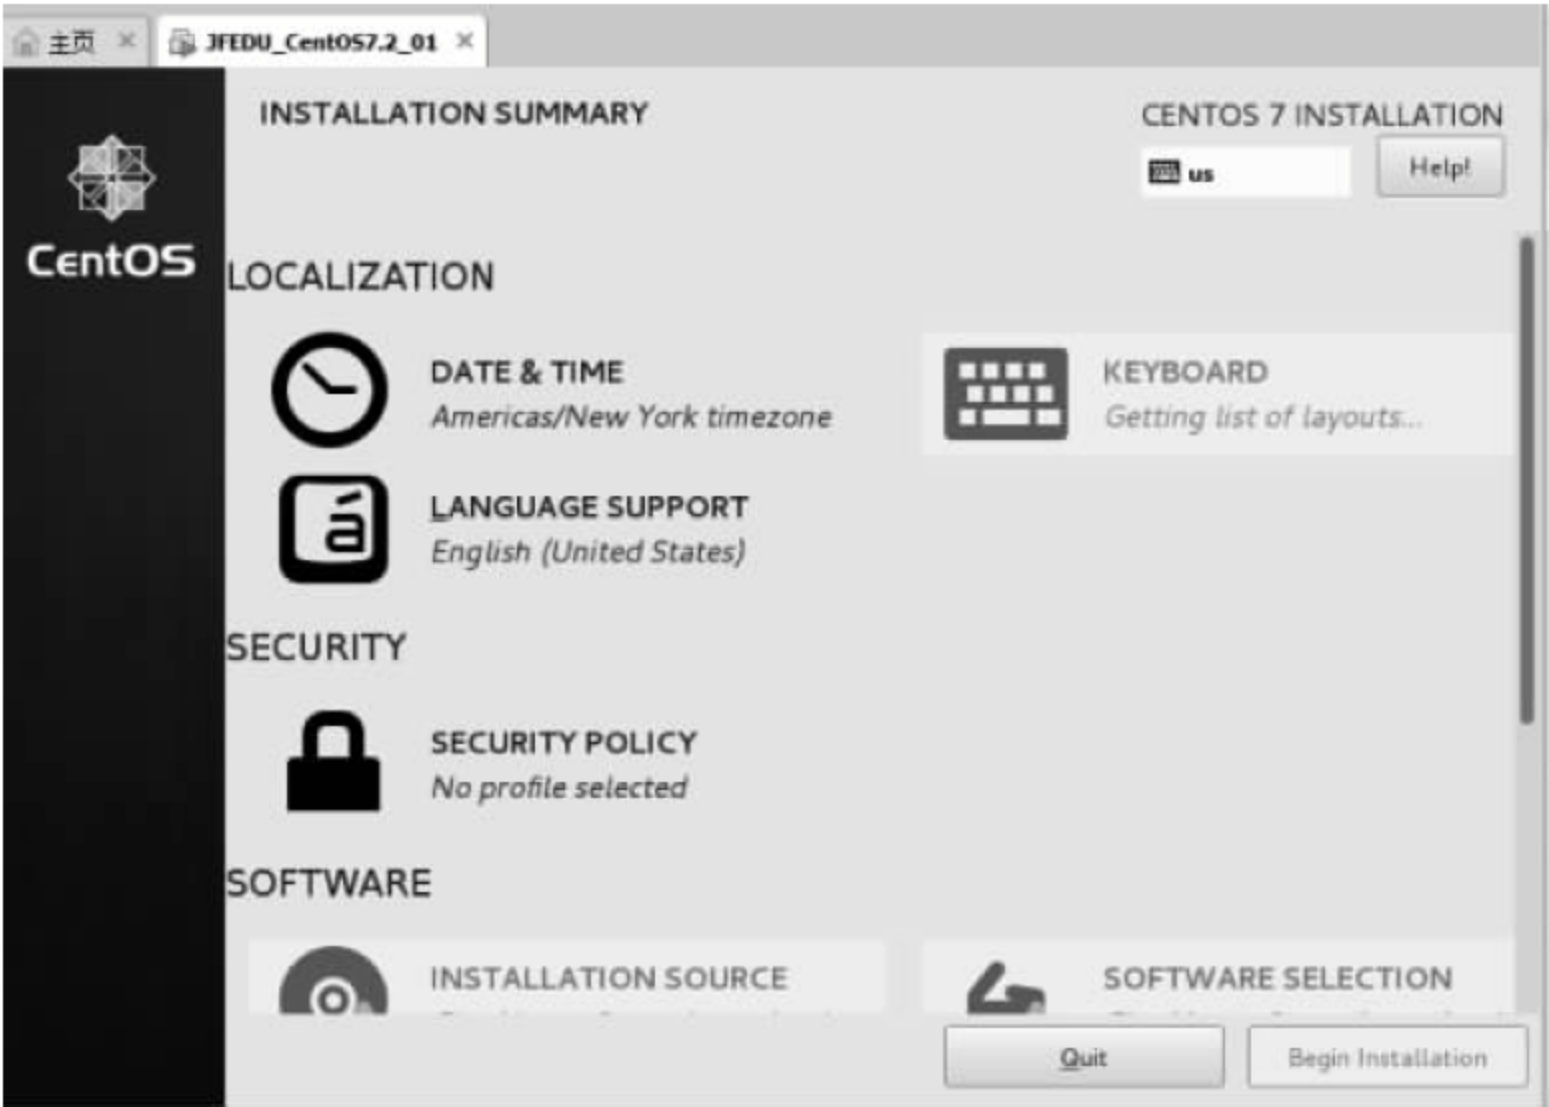 主页 JFEDU_CentOS7.2_01
INSTALLATION SUMMARY
CENTOS 7 INSTALLATION
us
Help!
CentOS
LOCALIZATION
DATE & TIME
Americas/New York timezone
KEYBOARD
Getting list of layouts...
LANGUAGE SUPPORT
English (United States)
SECURITY
SECURITY POLICY
No profile selected
SOFTWARE
INSTALLATION SOURCE
SOFTWARE SELECTION
Quit
Begin Installation